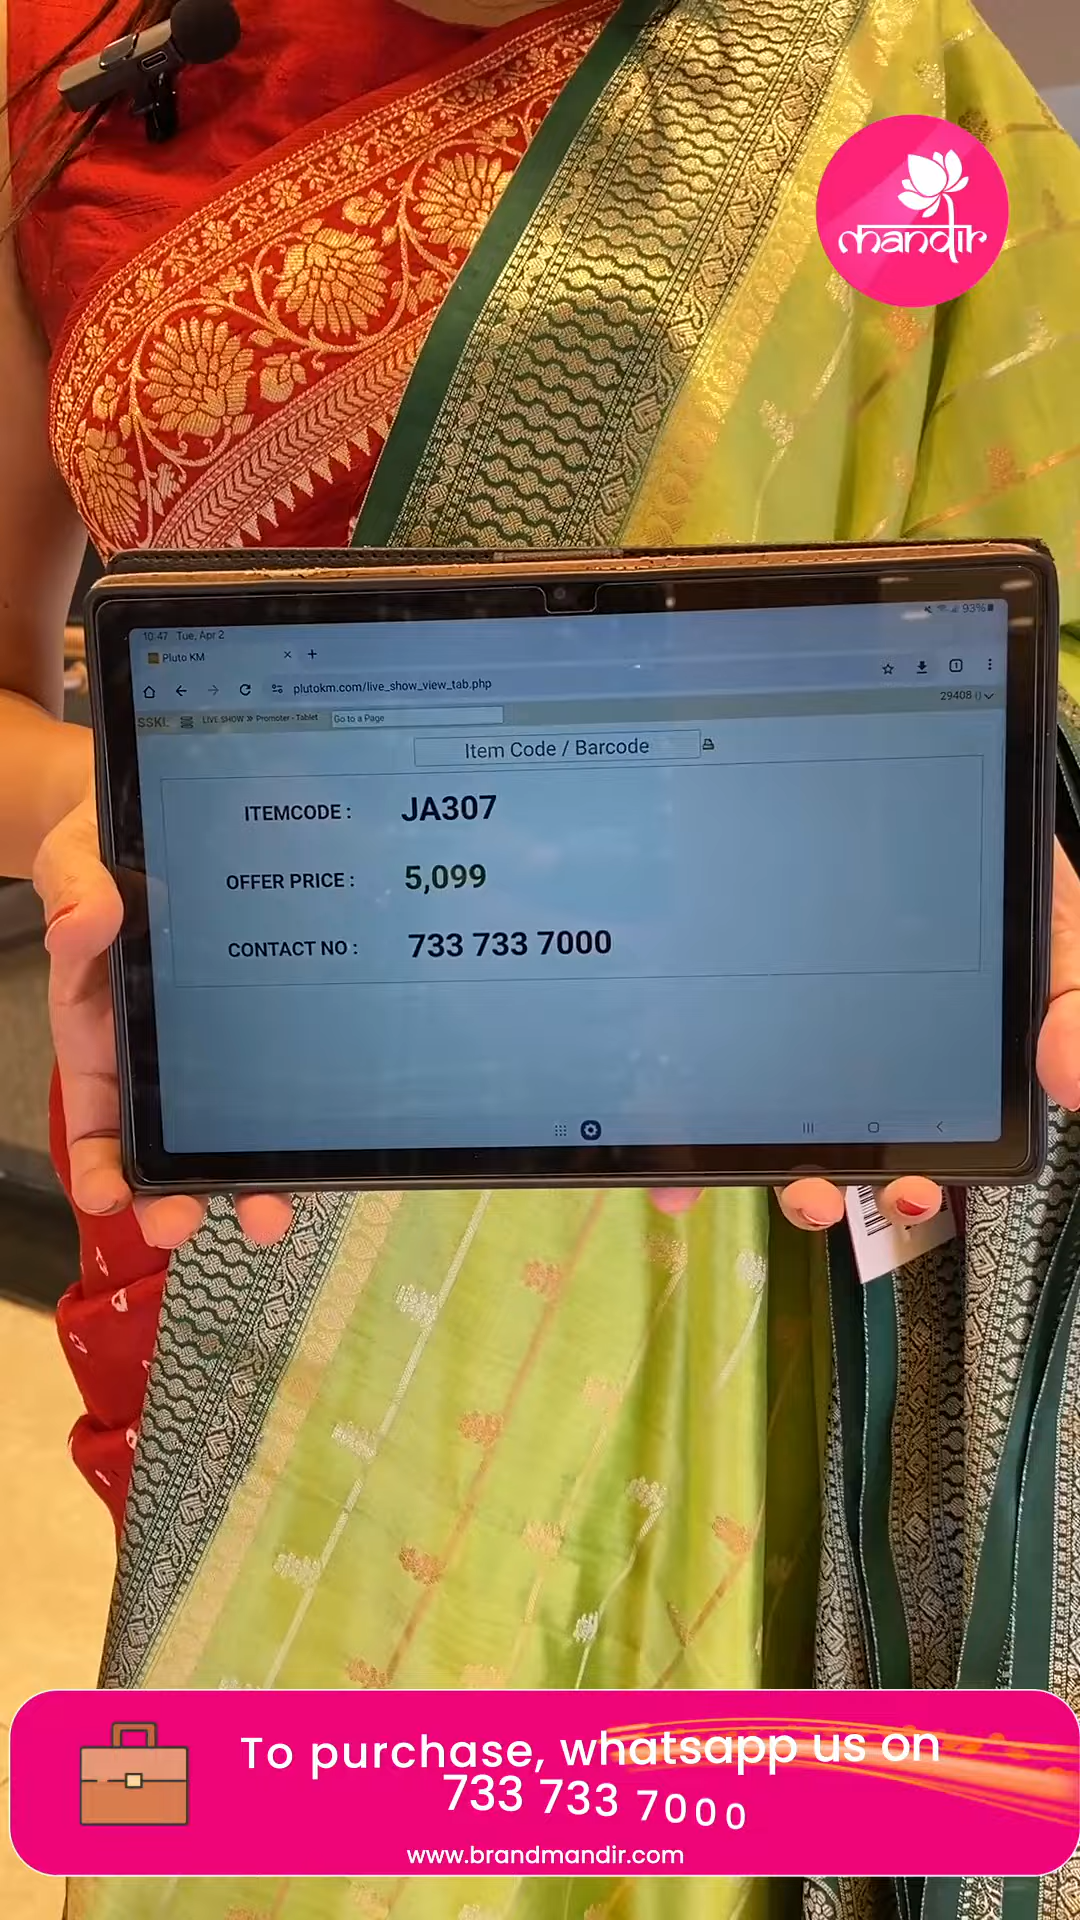 mandir
10:47 Tue, Apr 2
93%
Pluto KM
plutokm.com/live_show_view_tab.php
29408 ()
SSKL
LIVE SHOW » Promoter - Tablet
Go to a Page
Item Code / Barcode
ITEMCODE : JA307
OFFER PRICE : 5,099
CONTACT NO : 733 733 7000
To purchase, whatsapp us on
733 733 7000
www.brandmandir.com